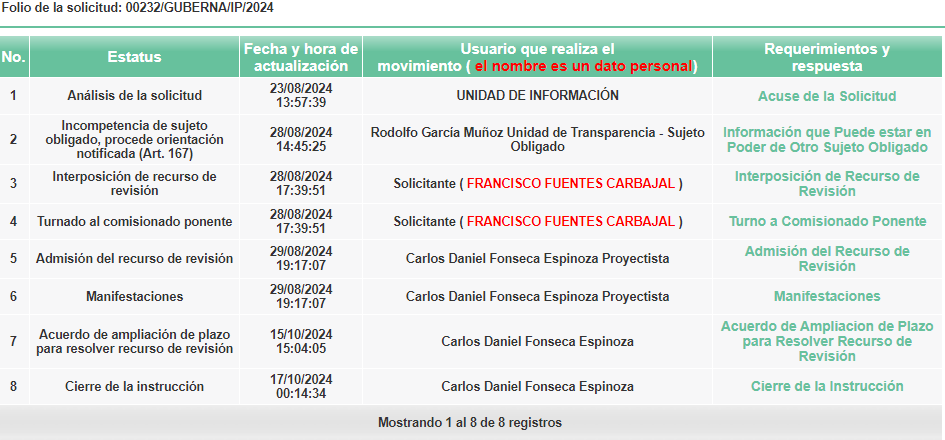 Folio de la solicitud: 00232/GUBERNA/IP/2024
No. Estatus Fecha y hora de actualización Usuario que realiza el movimiento ( el nombre es un dato personal) Requerimientos y respuesta
1 Análisis de la solicitud 23/08/2024 13:57:39 UNIDAD DE INFORMACIÓN Acuse de la Solicitud
2 Incompetencia de sujeto obligado, procede orientación notificada (Art. 167) 28/08/2024 14:45:25 Rodolfo García Muñoz Unidad de Transparencia - Sujeto Obligado Información que Puede estar en Poder de Otro Sujeto Obligado
3 Interposición de recurso de revisión 28/08/2024 17:39:51 Solicitante ( FRANCISCO FUENTES CARBAJAL ) Interposición de Recurso de Revisión
4 Turnado al comisionado ponente 28/08/2024 17:39:51 Solicitante ( FRANCISCO FUENTES CARBAJAL ) Turno a Comisionado Ponente
5 Admisión del recurso de revisión 29/08/2024 19:17:07 Carlos Daniel Fonseca Espinoza Proyectista Admisión del Recurso de Revisión
6 Manifestaciones 29/08/2024 19:17:07 Carlos Daniel Fonseca Espinoza Proyectista Manifestaciones
7 Acuerdo de ampliación de plazo para resolver recurso de revisión 15/10/2024 15:04:05 Carlos Daniel Fonseca Espinoza Acuerdo de Ampliacion de Plazo para Resolver Recurso de Revisión
8 Cierre de la instrucción 17/10/2024 00:14:34 Carlos Daniel Fonseca Espinoza Cierre de la Instrucción
Mostrando 1 al 8 de 8 registros